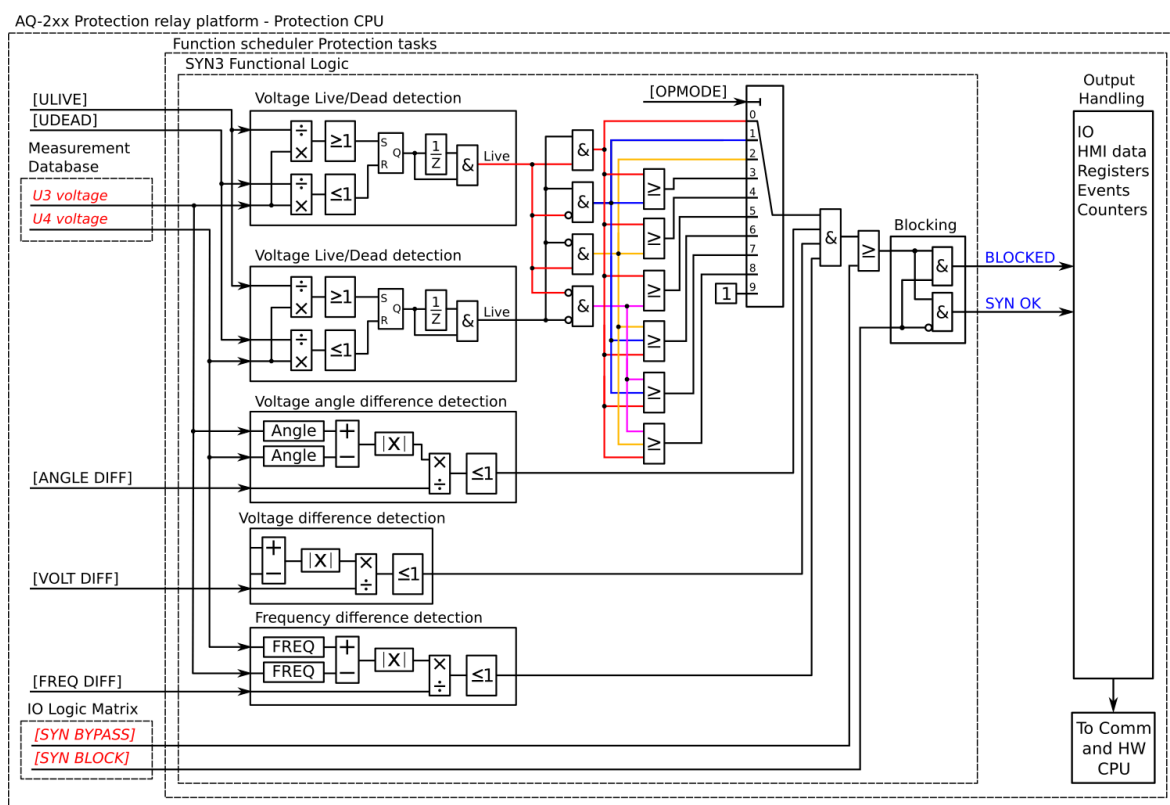 AQ-2xx Protection relay platform - Protection CPU
Function scheduler Protection tasks
SYN3 Functional Logic
[ULIVE]
[UDEAD]
Measurement
Database
U3 voltage
U4 voltage
Voltage Live/Dead detection
÷
×
≥1
÷
×
≤1
S
R
Q
1
Z
&
Live
Voltage Live/Dead detection
÷
×
≥1
÷
×
≤1
S
R
Q
1
Z
&
Live
&
&
&
&
≥
≥
≥
≥
≥
≥
[OPMODE]
0
1
2
3
4
5
6
7
8
9
1
&
≥
Blocking
&
&
BLOCKED
SYN OK
Output
Handling
IO
HMI data
Registers
Events
Counters
To Comm
and HW
CPU
Voltage angle difference detection
Angle
Angle
+
−
|X|
×
÷
≤1
[ANGLE DIFF]
Voltage difference detection
+
−
|X|
×
÷
≤1
[VOLT DIFF]
Frequency difference detection
FREQ
FREQ
+
−
|X|
×
÷
≤1
[FREQ DIFF]
IO Logic Matrix
[SYN BYPASS]
[SYN BLOCK]